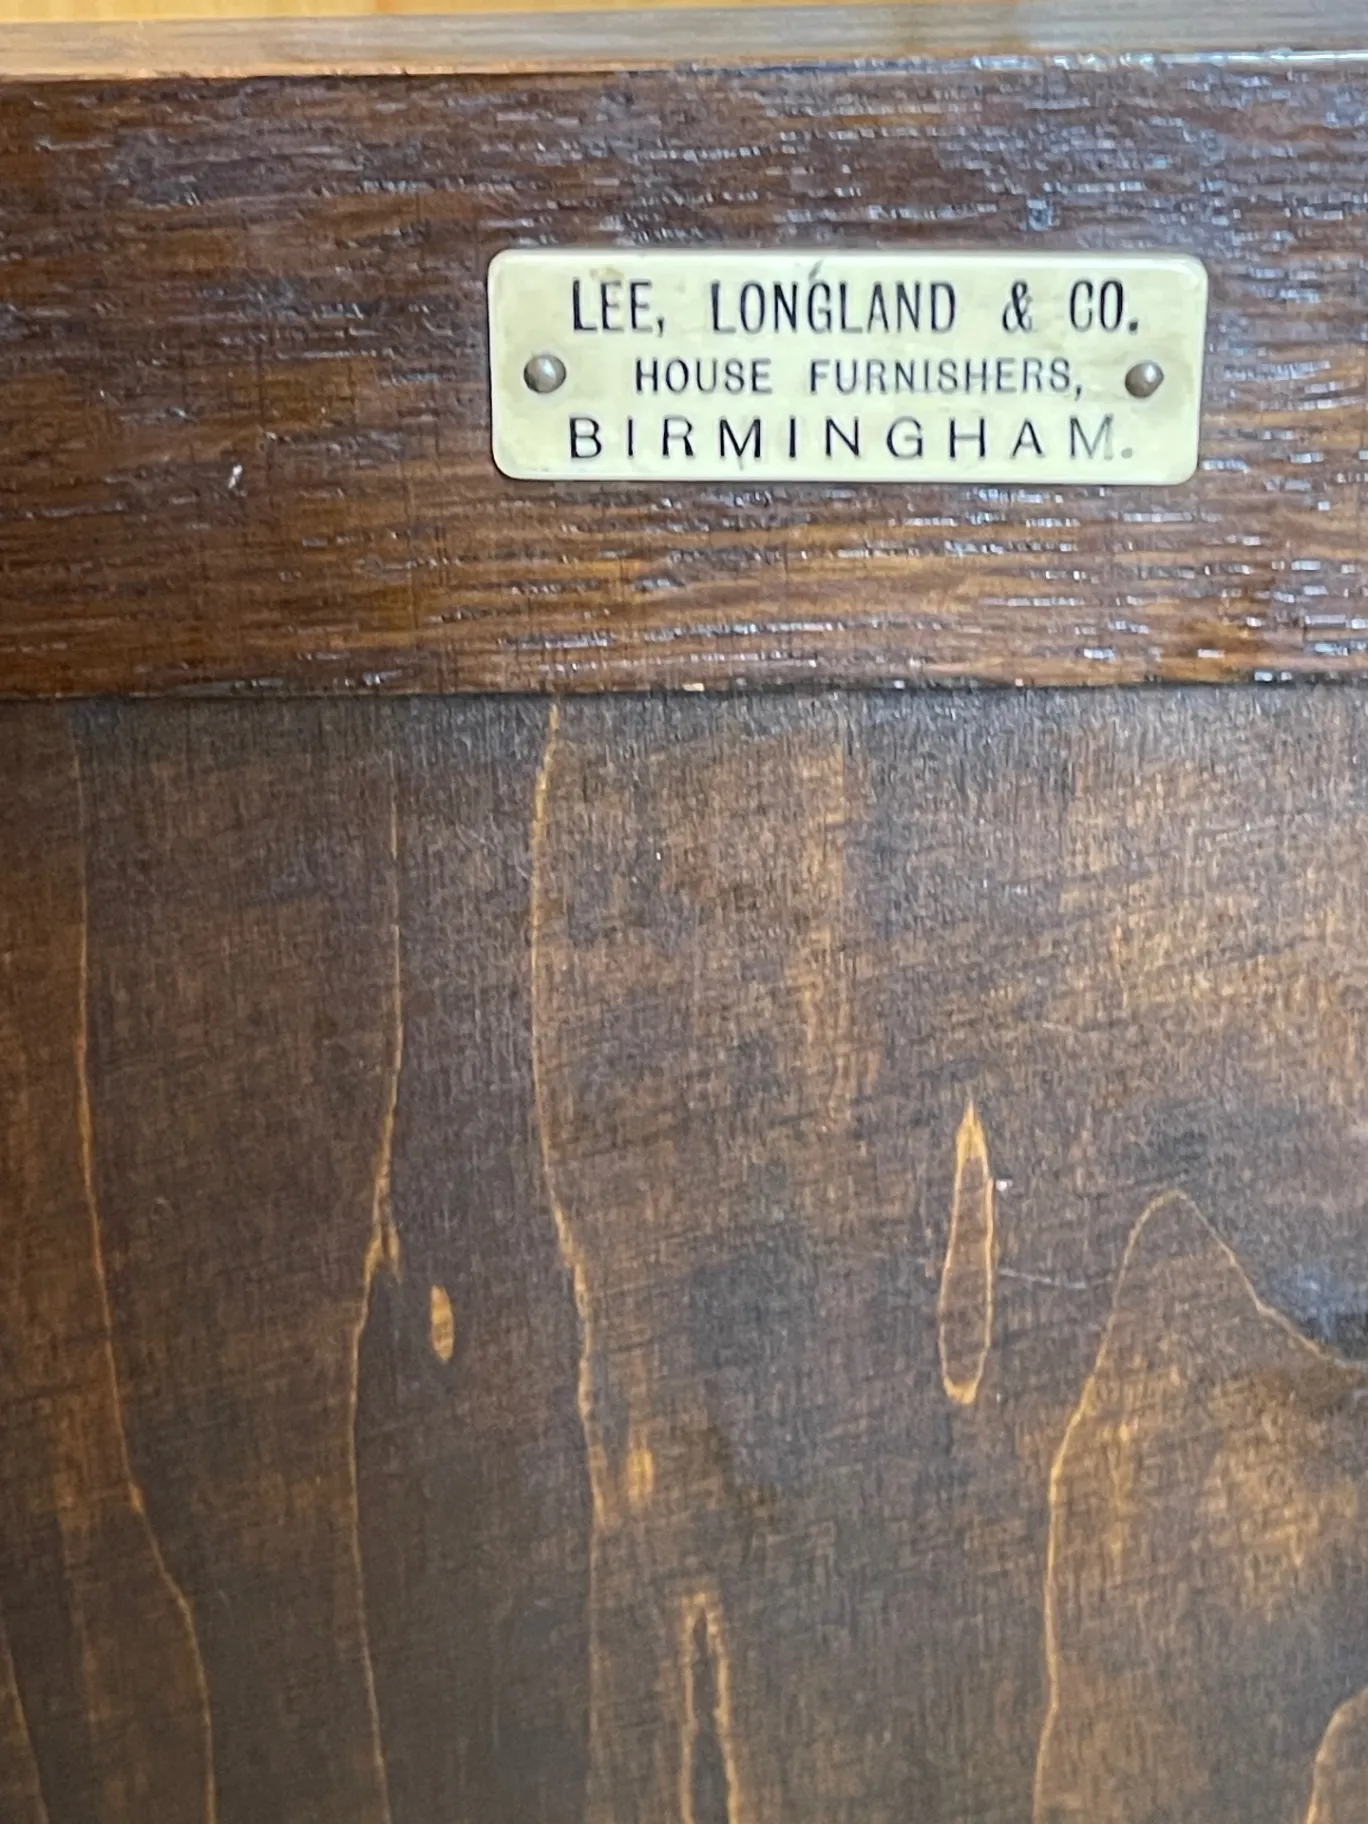 LEE, LONGLAND & CO.
HOUSE FURNISHERS,
BIRMINGHAM.